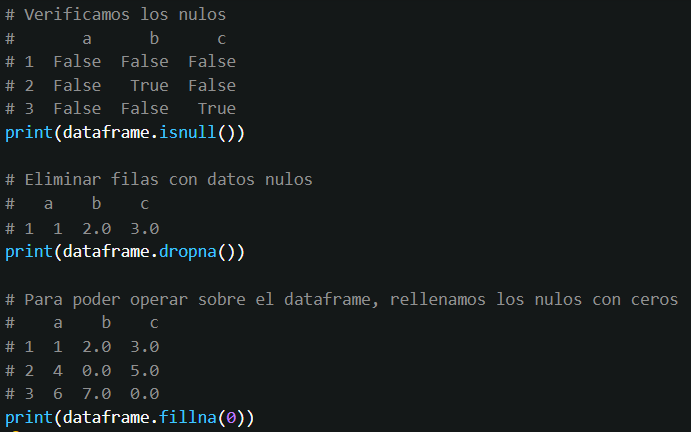 # Verificamos los nulos
#       a      b      c
# 1  False  False  False
# 2  False   True  False
# 3  False  False   True
print(dataframe.isnull())
# Eliminar filas con datos nulos
#   a    b    c
# 1  1  2.0  3.0
print(dataframe.dropna())
# Para poder operar sobre el dataframe, rellenamos los nulos con ceros
#    a    b    c
# 1  1  2.0  3.0
# 2  4  0.0  5.0
# 3  6  7.0  0.0
print(dataframe.fillna(0))